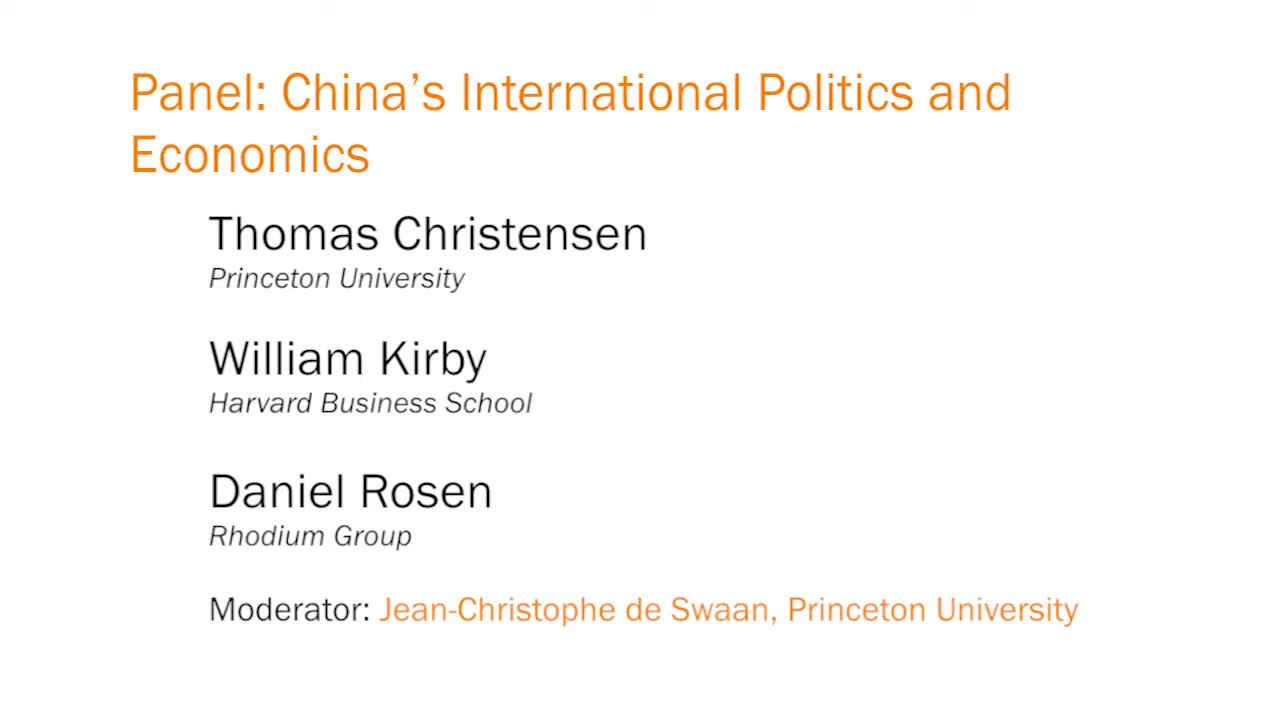 Panel: China’s International Politics and
Economics
Thomas Christensen
Princeton University
William Kirby
Harvard Business School
Daniel Rosen
Rhodium Group
Moderator: Jean-Christophe de Swaan, Princeton University